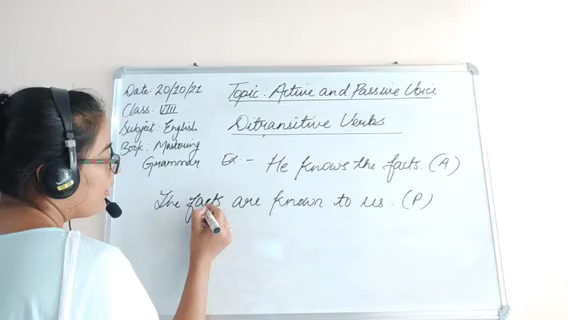 Date: 20/10/21
Topic: Active and Passive Voice
Class: VIII
Subject: English
Ditransitive Verbs
Book: Mastering
Grammar
Ex:- He knows the facts. (A)
The facts are known to us. (P)